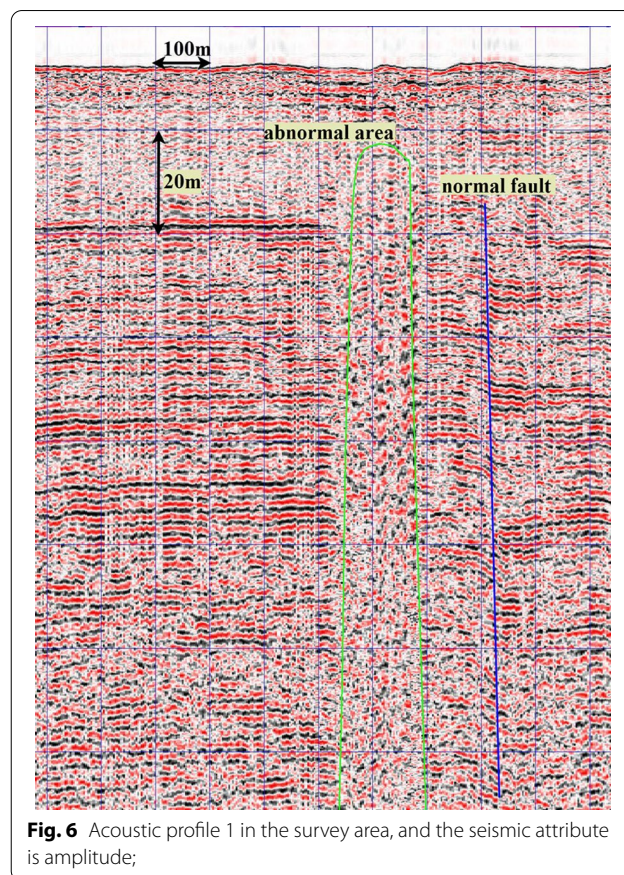 100m
abnormal area
20m
normal fault
Fig. 6 Acoustic profile 1 in the survey area, and the seismic attribute
is amplitude;